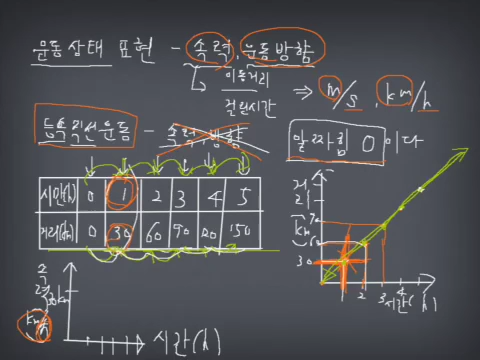 운동상태 표현 - 속력, 운동방향
이동거리
걸린시간
⇒ m/s, km/h
등속직선운동 - 속력, 방향
알짜힘 0 이다
시간(h) 0 1 2 3 4 5
거리(km) 0 30 60 90 120 150
거리
km
30
2 3 4
시간(h)
속력
30km
km/h
시간(h)